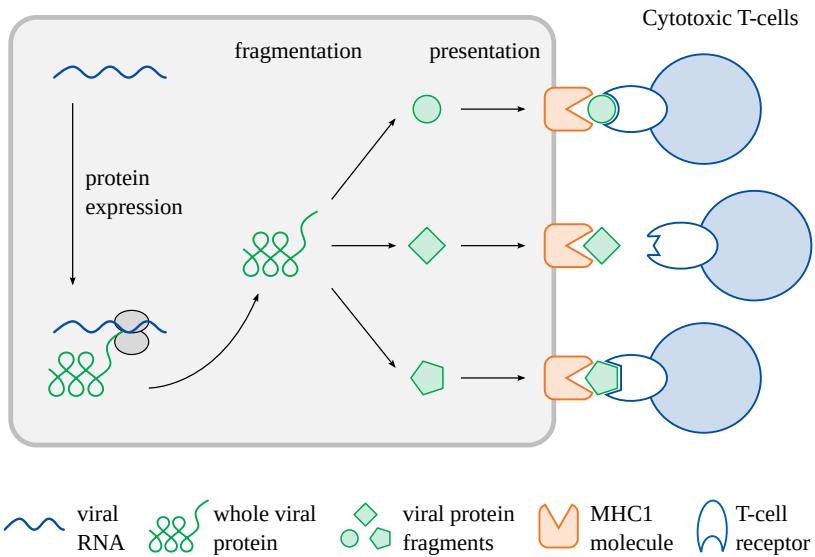 Cytotoxic T-cells
fragmentation
presentation
protein
expression
viral
RNA
whole viral
protein
viral protein
fragments
MHC1
molecule
T-cell
receptor